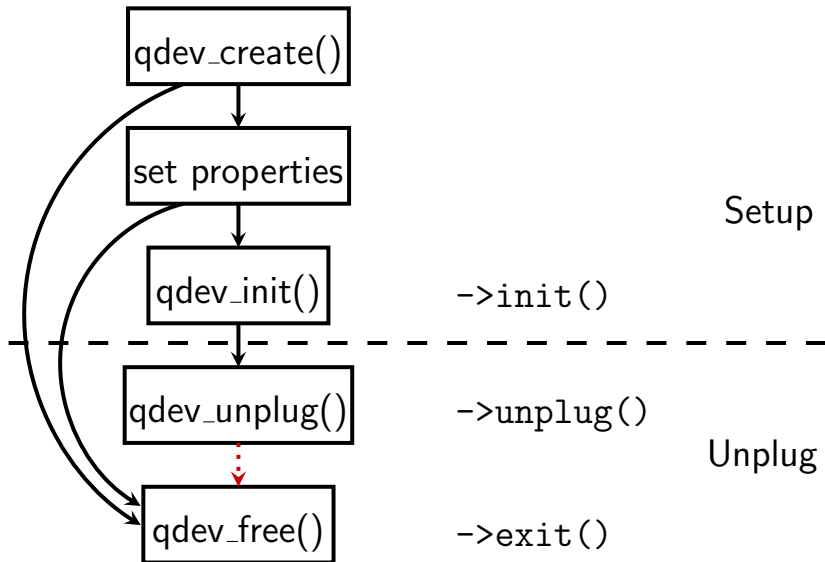 qdev_create()
set properties
Setup
qdev_init() ->init()
qdev_unplug() ->unplug()
Unplug
qdev_free() ->exit()